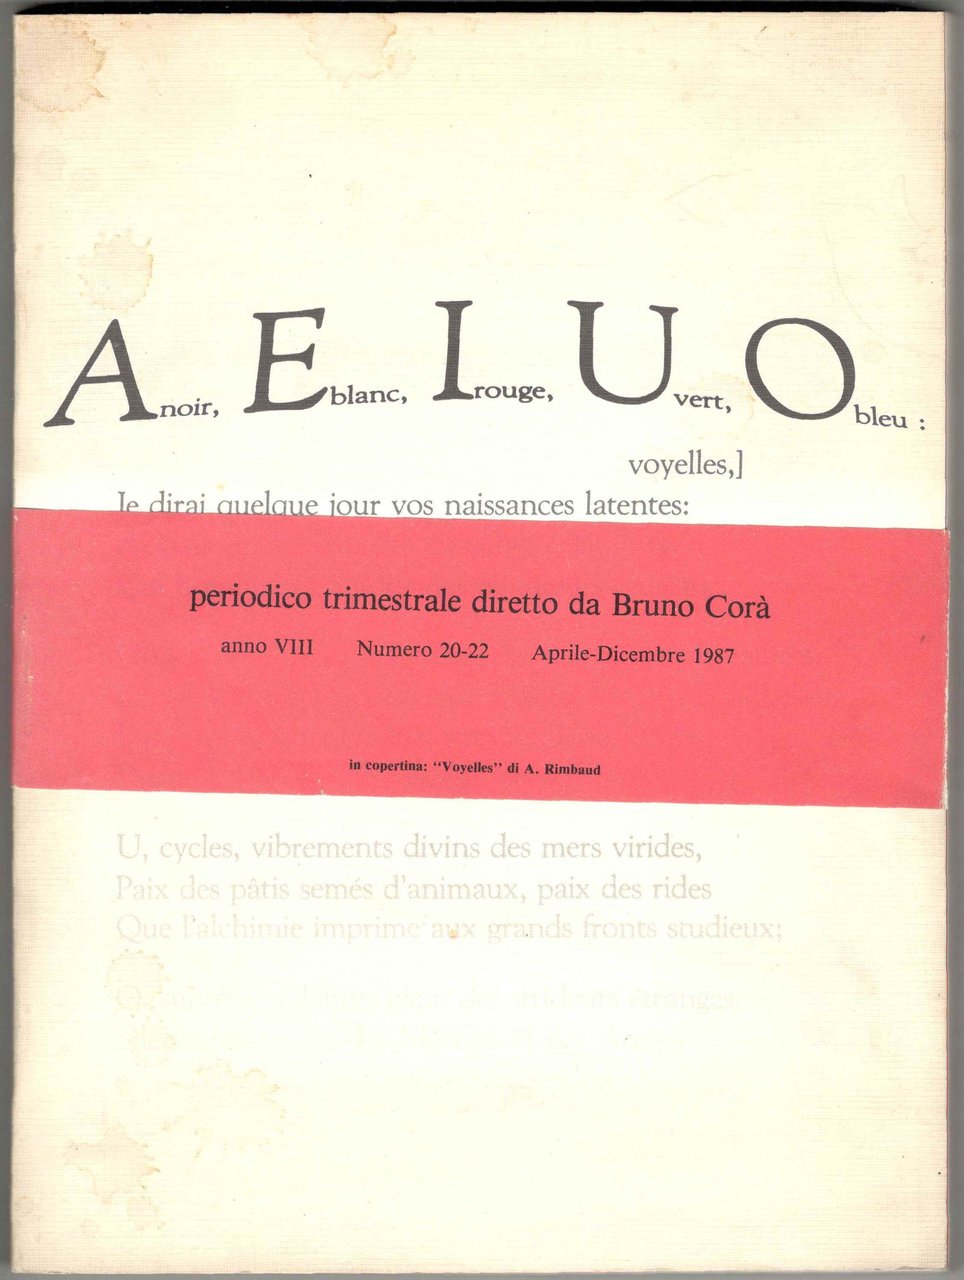 A noir, E blanc, I rouge, U vert, O bleu :
voyelles,]
Je dirai quelque jour vos naissances latentes:
periodico trimestrale diretto da Bruno Corà
anno VIII Numero 20-22 Aprile-Dicembre 1987
in copertina: "Voyelles" di A. Rimbaud
U, cycles, vibrements divins des mers virides,
Paix des pâtis semés d'animaux, paix des rides
Que l'alchimie imprime aux grands fronts studieux;
étranges,